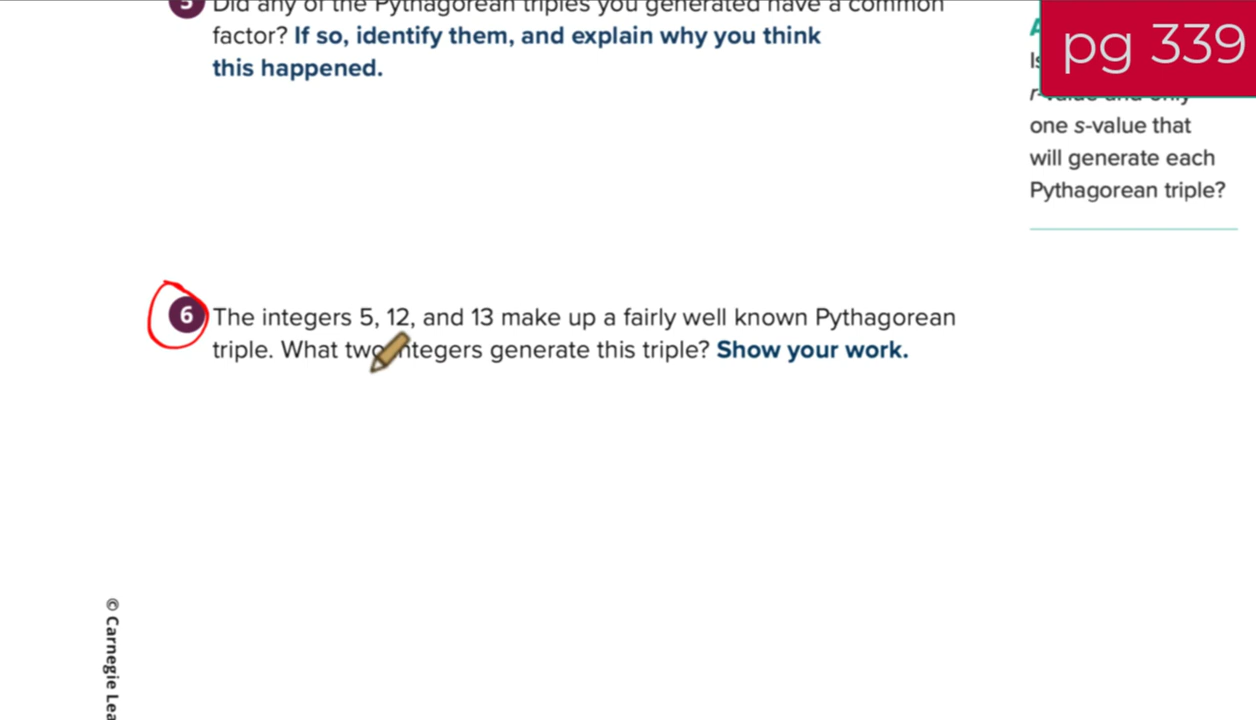 5 Did any of the Pythagorean triples you generated have a common
factor? If so, identify them, and explain why you think
this happened.
pg 339
one s-value that
will generate each
Pythagorean triple?
6 The integers 5, 12, and 13 make up a fairly well known Pythagorean
triple. What two integers generate this triple? Show your work.
© Carnegie Lea